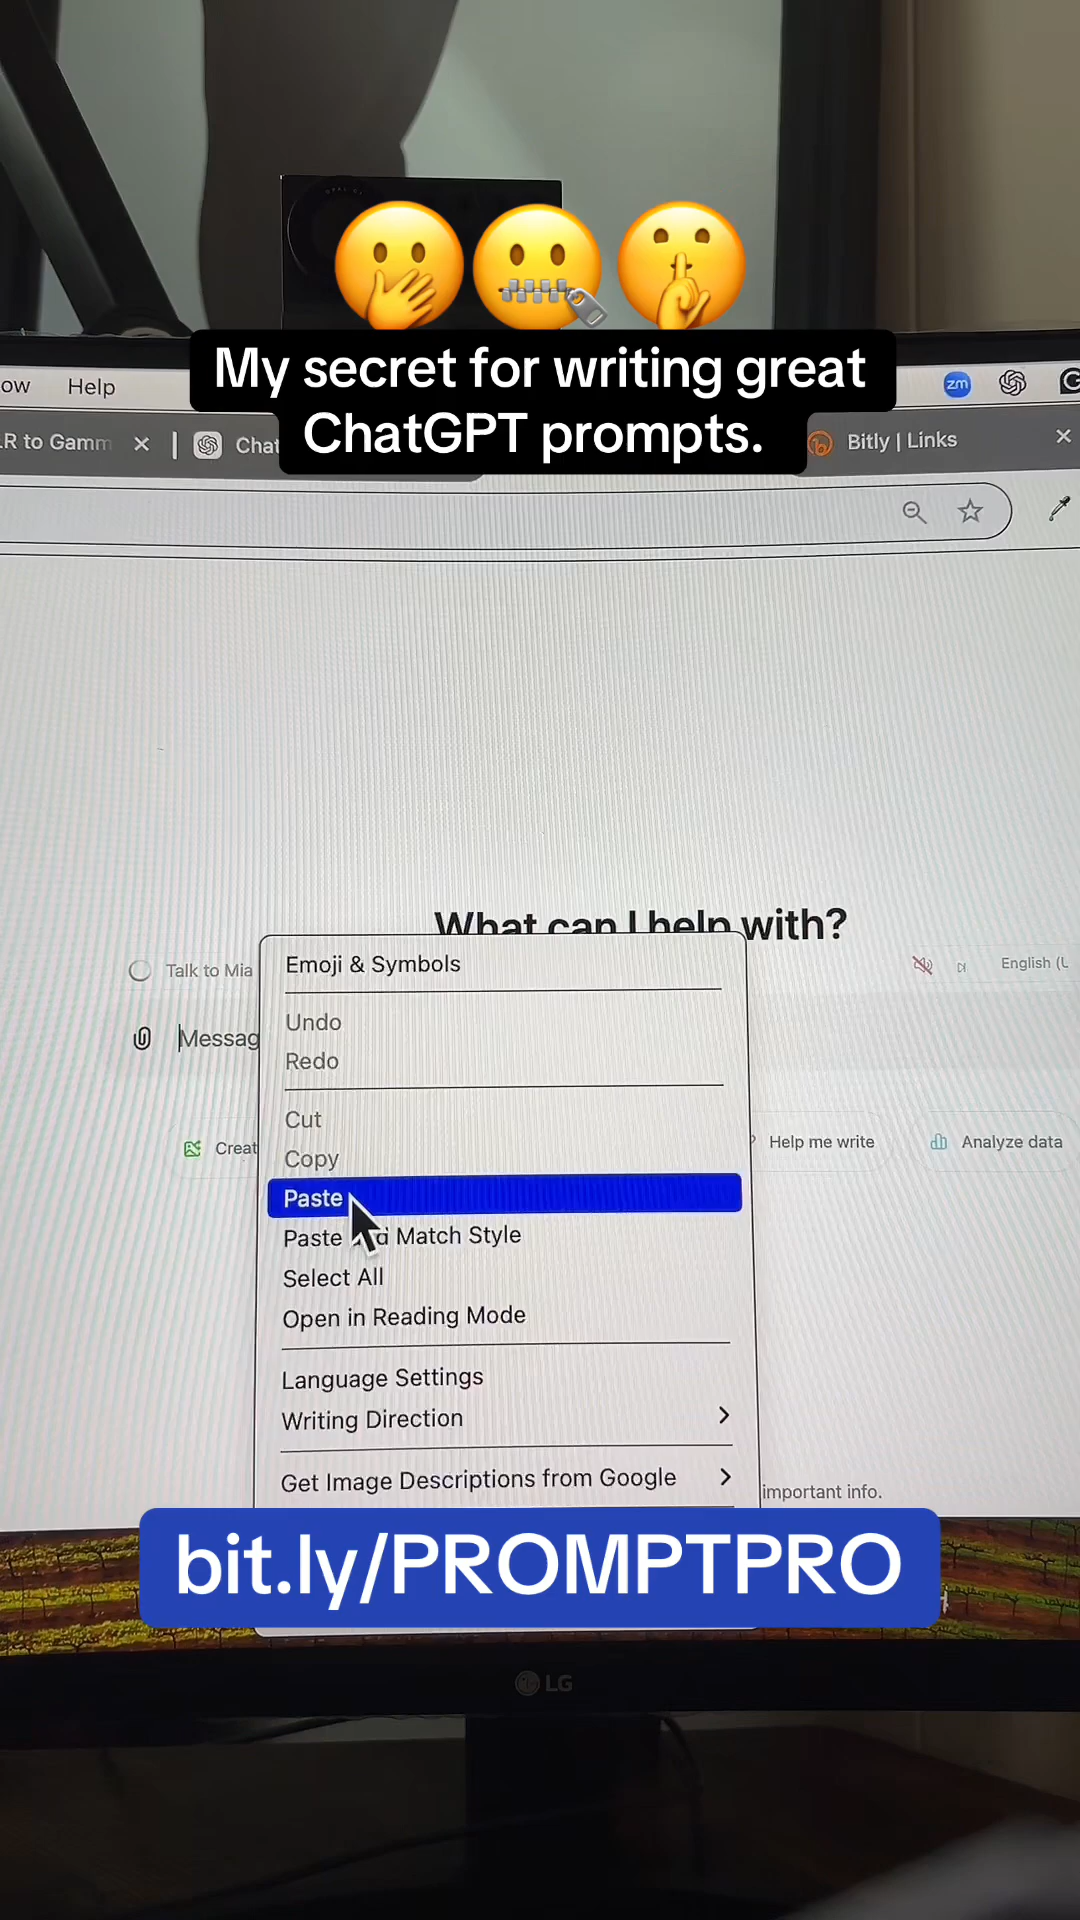 My secret for writing great
ChatGPT prompts.
Help
zm
LR to Gamm
Chat
Bitly | Links
What can I help with?
Talk to Mia
English (U
Messag
Creat
Help me write
Analyze data
Emoji & Symbols
Undo
Redo
Cut
Copy
Paste
Paste and Match Style
Select All
Open in Reading Mode
Language Settings
Writing Direction
Get Image Descriptions from Google
important info.
bit.ly/PROMPTPRO
LG